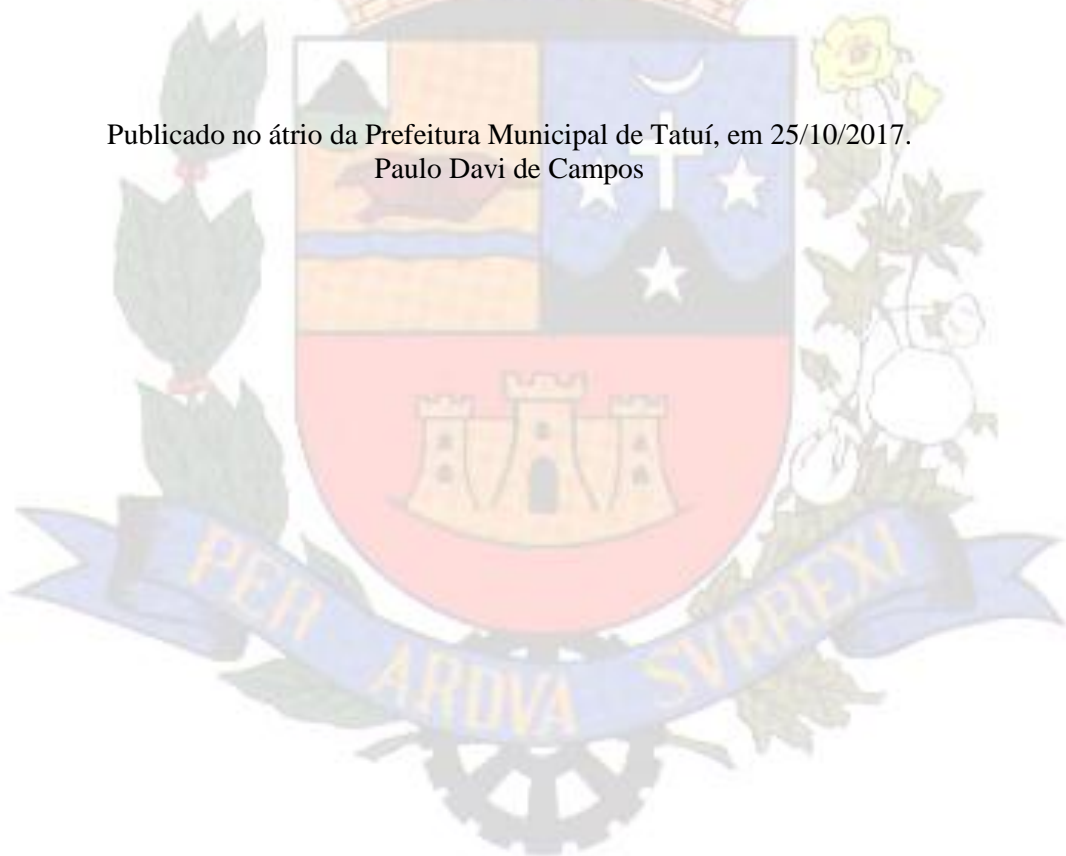 Publicado no átrio da Prefeitura Municipal de Tatuí, em 25/10/2017.
Paulo Davi de Campos
PER ARDVA SVRREXI